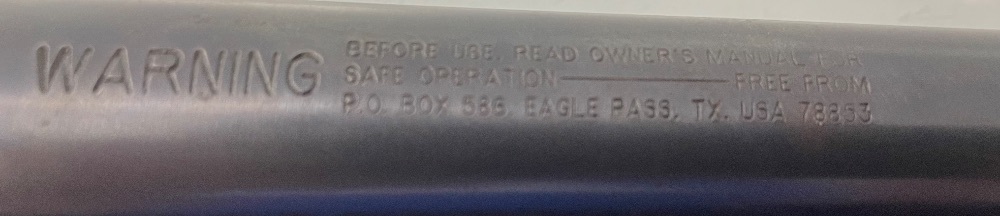 WARNING
BEFORE USE, READ OWNER'S MANUAL FOR
SAFE OPERATION——————FREE FROM
P.O. BOX 586, EAGLE PASS, TX. USA 78853